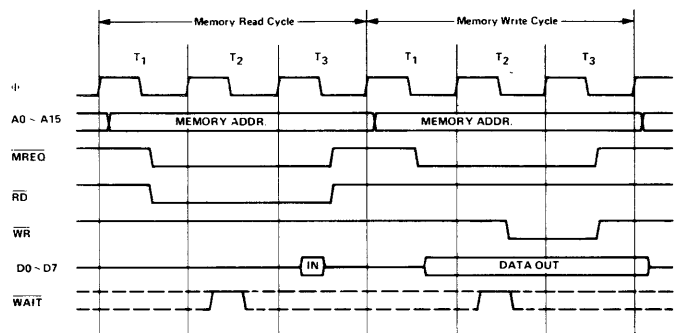 Memory Read Cycle Memory Write Cycle
T1 T2 T3 T1 T2 T3
Φ
A0 ~ A15 MEMORY ADDR. MEMORY ADDR.
MREQ
RD
WR
D0 ~ D7 IN DATA OUT
WAIT